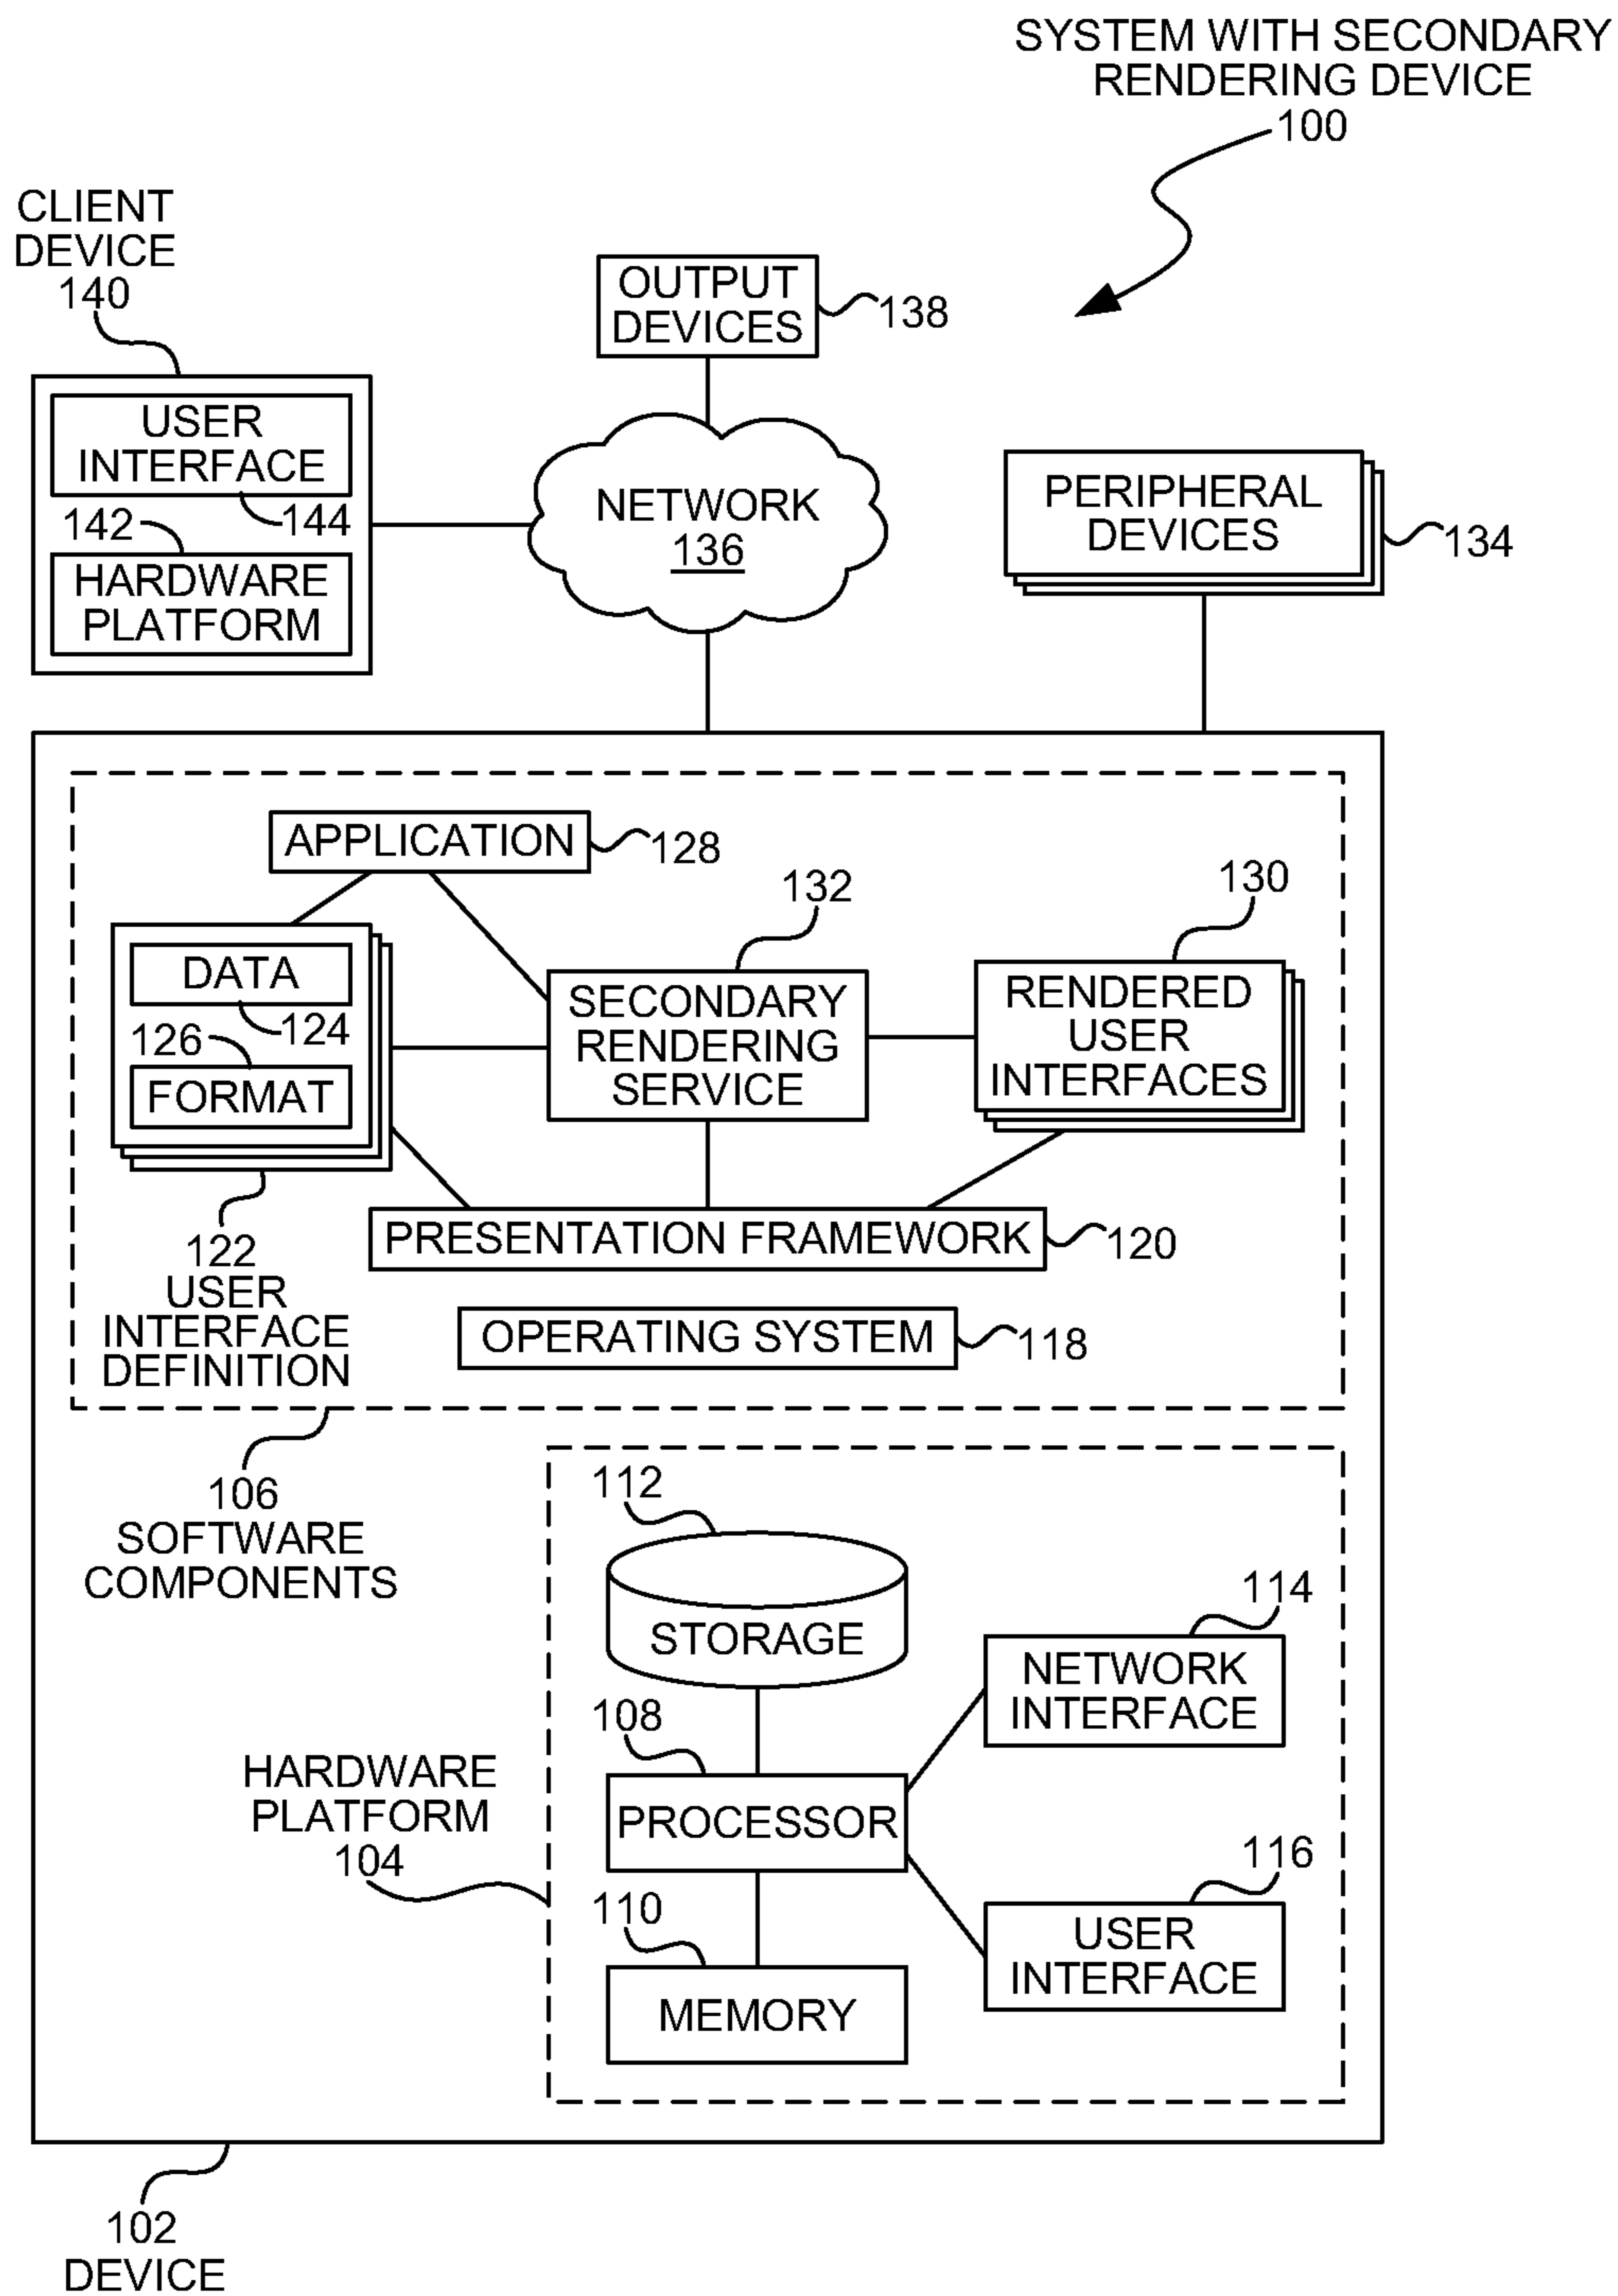 SYSTEM WITH SECONDARY
RENDERING DEVICE
100
CLIENT
DEVICE
140
OUTPUT
DEVICES
138
USER
INTERFACE
144
142
HARDWARE
PLATFORM
NETWORK
136
PERIPHERAL
DEVICES
134
APPLICATION
128
132
130
DATA
124
126
FORMAT
SECONDARY
RENDERING
SERVICE
RENDERED
USER
INTERFACES
122
USER
INTERFACE
DEFINITION
PRESENTATION FRAMEWORK
120
OPERATING SYSTEM
118
106
SOFTWARE
COMPONENTS
112
STORAGE
114
NETWORK
INTERFACE
108
PROCESSOR
HARDWARE
PLATFORM
104
116
USER
INTERFACE
110
MEMORY
102
DEVICE